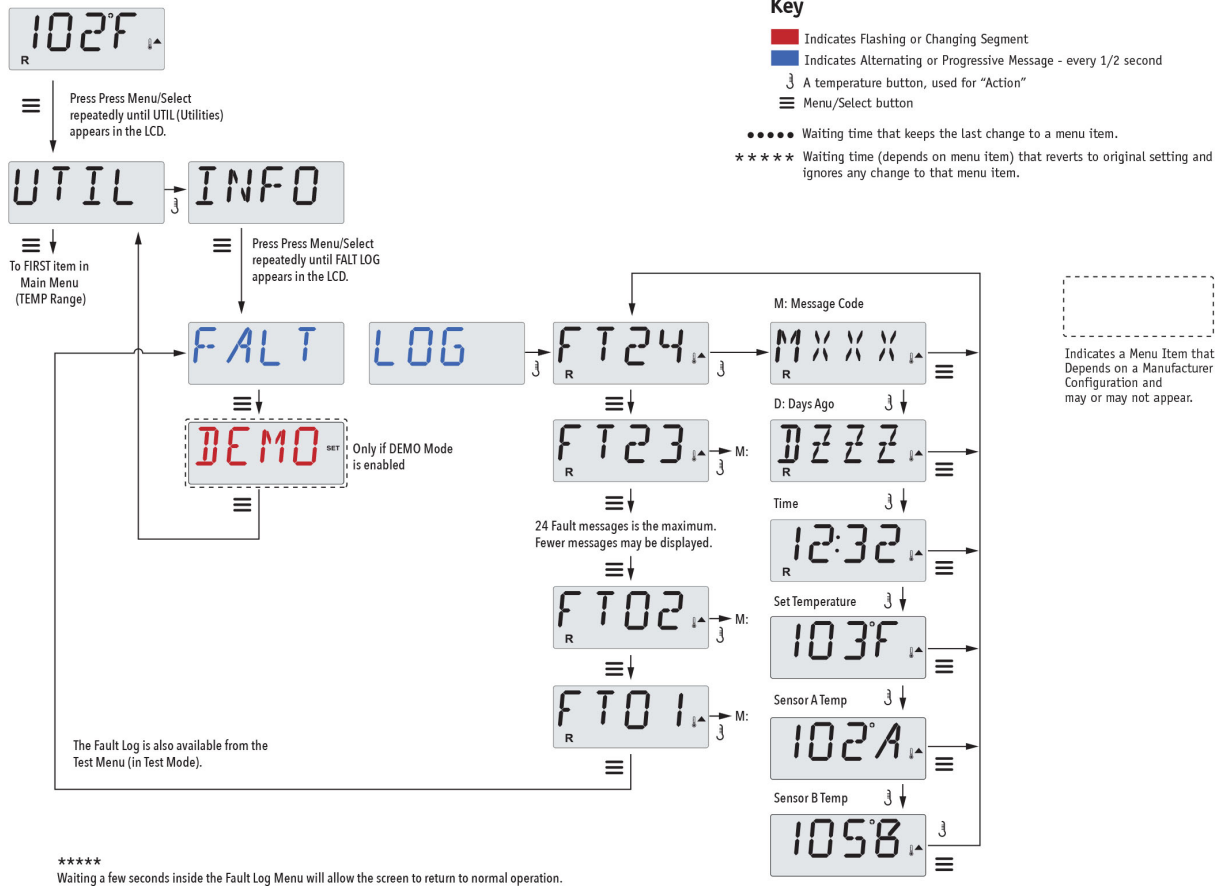 102°F
R
Key
Indicates Flashing or Changing Segment
Indicates Alternating or Progressive Message - every 1/2 second
A temperature button, used for “Action”
Menu/Select button
••••• Waiting time that keeps the last change to a menu item.
***** Waiting time (depends on menu item) that reverts to original setting and
ignores any change to that menu item.
Press Press Menu/Select
repeatedly until UTIL (Utilities)
appears in the LCD.
UTIL
INFO
To FIRST item in
Main Menu
(TEMP Range)
Press Press Menu/Select
repeatedly until FALT LOG
appears in the LCD.
FALT
LOG
FT24
R
M: Message Code
MXXX
R
Indicates a Menu Item that
Depends on a Manufacturer
Configuration and
may or may not appear.
DEMO
SET
Only if DEMO Mode
is enabled
FT23
R
M:
D: Days Ago
DZZZ
R
24 Fault messages is the maximum.
Fewer messages may be displayed.
Time
12:32
R
FT02
R
M:
Set Temperature
103°F
FT01
R
M:
Sensor A Temp
102°A
Sensor B Temp
105°B
The Fault Log is also available from the
Test Menu (in Test Mode).
*****
Waiting a few seconds inside the Fault Log Menu will allow the screen to return to normal operation.